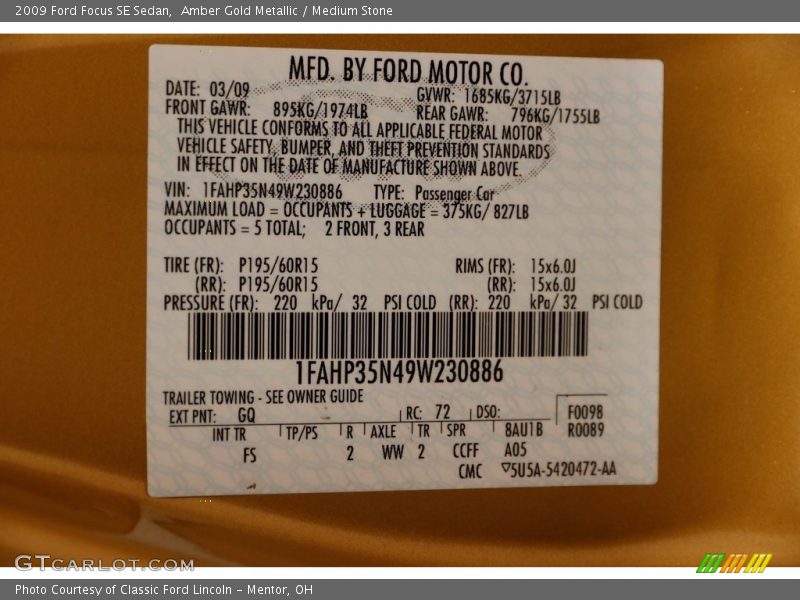 2009 Ford Focus SE Sedan,  Amber Gold Metallic / Medium Stone
MFD. BY FORD MOTOR CO.
DATE: 03/09 GVWR: 1685KG/3715LB
FRONT GAWR: 895KG/1974LB REAR GAWR: 796KG/1755LB
THIS VEHICLE CONFORMS TO ALL APPLICABLE FEDERAL MOTOR
VEHICLE SAFETY, BUMPER, AND THEFT PREVENTION STANDARDS
IN EFFECT ON THE DATE OF MANUFACTURE SHOWN ABOVE.
VIN: 1FAHP35N49W230886 TYPE: Passenger Car
MAXIMUM LOAD = OCCUPANTS + LUGGAGE = 375KG/ 827LB
OCCUPANTS = 5 TOTAL; 2 FRONT, 3 REAR
TIRE (FR): P195/60R15 RIMS (FR): 15x6.0J
(RR): P195/60R15 (RR): 15x6.0J
PRESSURE (FR): 220 kPa/ 32 PSI COLD (RR): 220 kPa/ 32 PSI COLD
1FAHP35N49W230886
TRAILER TOWING - SEE OWNER GUIDE
EXT PNT: GQ RC: 72 DSO: F0098
INT TR TP/PS R AXLE TR SPR 8AU1B R0089
FS 2 WW 2 CCFF A05
CMC ▽5U5A-5420472-AA
GTCARLOT.COM
Photo Courtesy of Classic Ford Lincoln - Mentor, OH